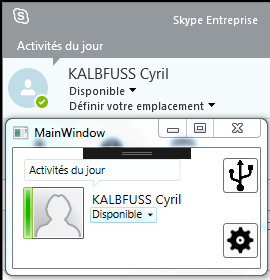 Skype Entreprise
Activités du jour
KALBFUSS Cyril
Disponible
Définir votre emplacement
MainWindow
Activités du jour
KALBFUSS Cyril
Disponible